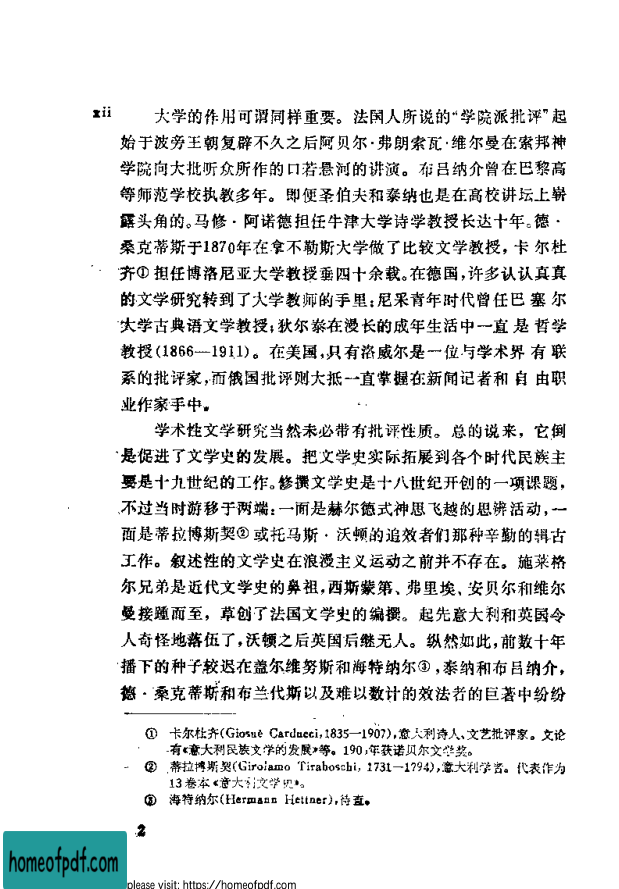 xii 大学的作用可谓同样重要。法国人所说的“学院派批评”起
始于波旁王朝复辟不久之后阿贝尔·弗朗索瓦·维尔曼在索邦神
学院向大批听众所作的口若悬河的讲演。布吕纳介曾在巴黎高
等师范学校执教多年。即便圣伯夫和泰纳也是在高校讲坛上崭
露头角的。马修·阿诺德担任牛津大学诗学教授长达十年。德·
桑克蒂斯于1870年在拿不勒斯大学做了比较文学教授，卡尔杜
齐①担任博洛尼亚大学教授垂四十余载。在德国，许多认认真真
的文学研究转到了大学教师的手里；尼采青年时代曾任巴塞尔
大学古典语文学教授；狄尔泰在漫长的成年生活中一直是哲学
教授(1866—1911)。在美国，只有洛威尔是一位与学术界有联
系的批评家，而俄国批评则大抵一直掌握在新闻记者和自由职
业作家手中。
学术性文学研究当然未必带有批评性质。总的说来，它倒
是促进了文学史的发展。把文学史实际拓展到各个时代民族主
要是十九世纪的工作。修撰文学史是十八世纪开创的一项课题，
不过当时游移于两端：一面是赫尔德式神思飞越的思辨活动，一
面是蒂拉博斯契②或托马斯·沃顿的追效者们那种辛勤的辑古
工作。叙述性的文学史在浪漫主义运动之前并不存在。施莱格
尔兄弟是近代文学史的鼻祖，西斯蒙第、弗里埃、安贝尔和维尔
曼接踵而至，草创了法国文学史的编撰。起先意大利和英国令
人奇怪地落伍了，沃顿之后英国后继无人。纵然如此，前数十年
播下的种子较迟在盖尔维努斯和海特纳尔③，泰纳和布吕纳介，
德·桑克蒂斯和布兰代斯以及难以数计的效法者的巨著中纷纷
① 卡尔杜齐(Giosuè Carducci,1835—1907)，意大利诗人、文艺批评家。文论
有《意大利民族文学的发展》等。190 年获诺贝尔文学奖。
② 蒂拉博斯契(Girolamo Tiraboschi, 1731—1794)，意大利学者。代表作为
13卷本《意大利文学史》。
③ 海特纳尔(Hermann Hettner)，待查。
2
homeofpdf.com
please visit: https://homeofpdf.com